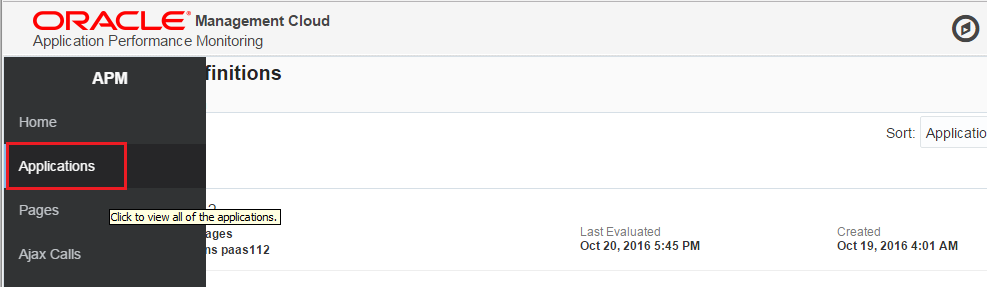 ORACLE® Management Cloud
Application Performance Monitoring
APM
finitions
Home
Sort: Applicatio
Applications
Pages
Click to view all of the applications.
ages
Last Evaluated
Created
ns paas112
Oct 20, 2016 5:45 PM
Oct 19, 2016 4:01 AM
Ajax Calls